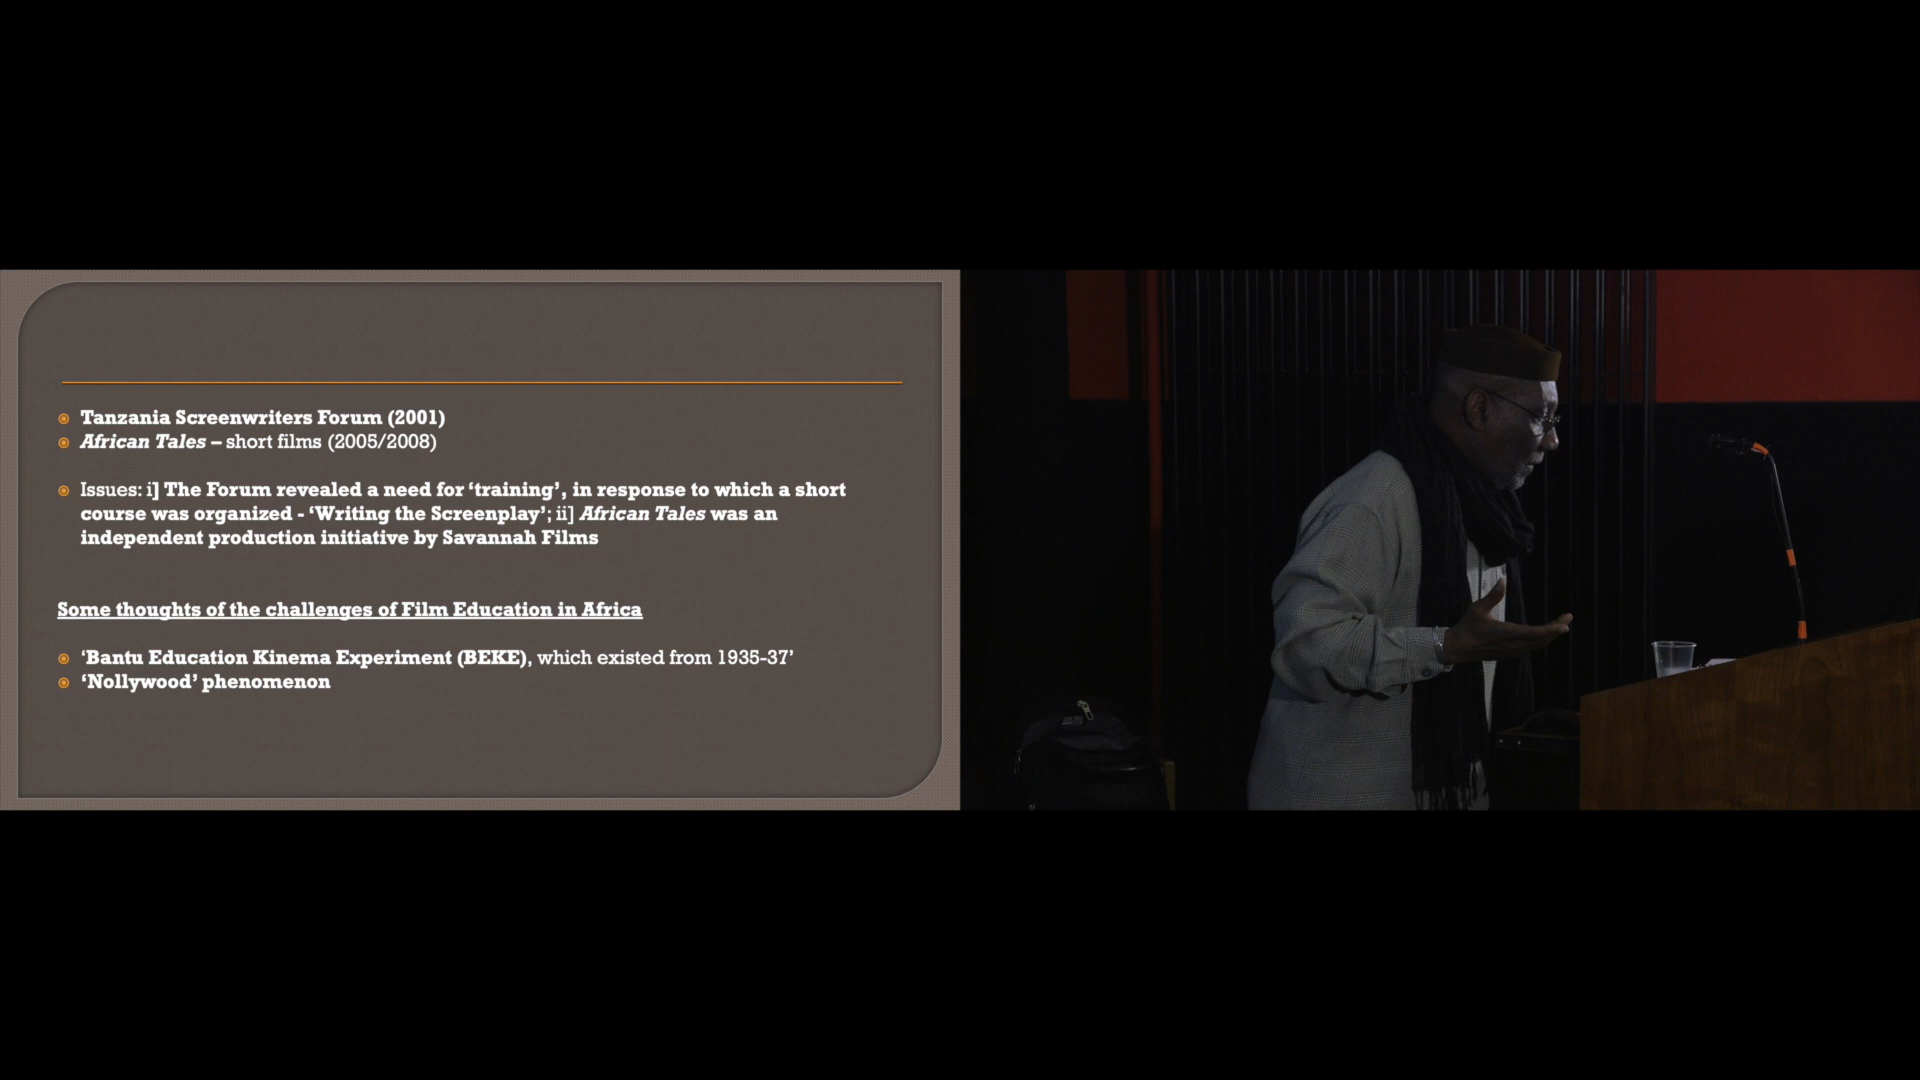 Tanzania Screenwriters Forum (2001)
African Tales – short films (2005/2008)
Issues: i] The Forum revealed a need for ‘training’, in response to which a short
course was organized - ‘Writing the Screenplay’; ii] African Tales was an
independent production initiative by Savannah Films
Some thoughts of the challenges of Film Education in Africa
‘Bantu Education Kinema Experiment (BEKE), which existed from 1935-37’
‘Nollywood’ phenomenon